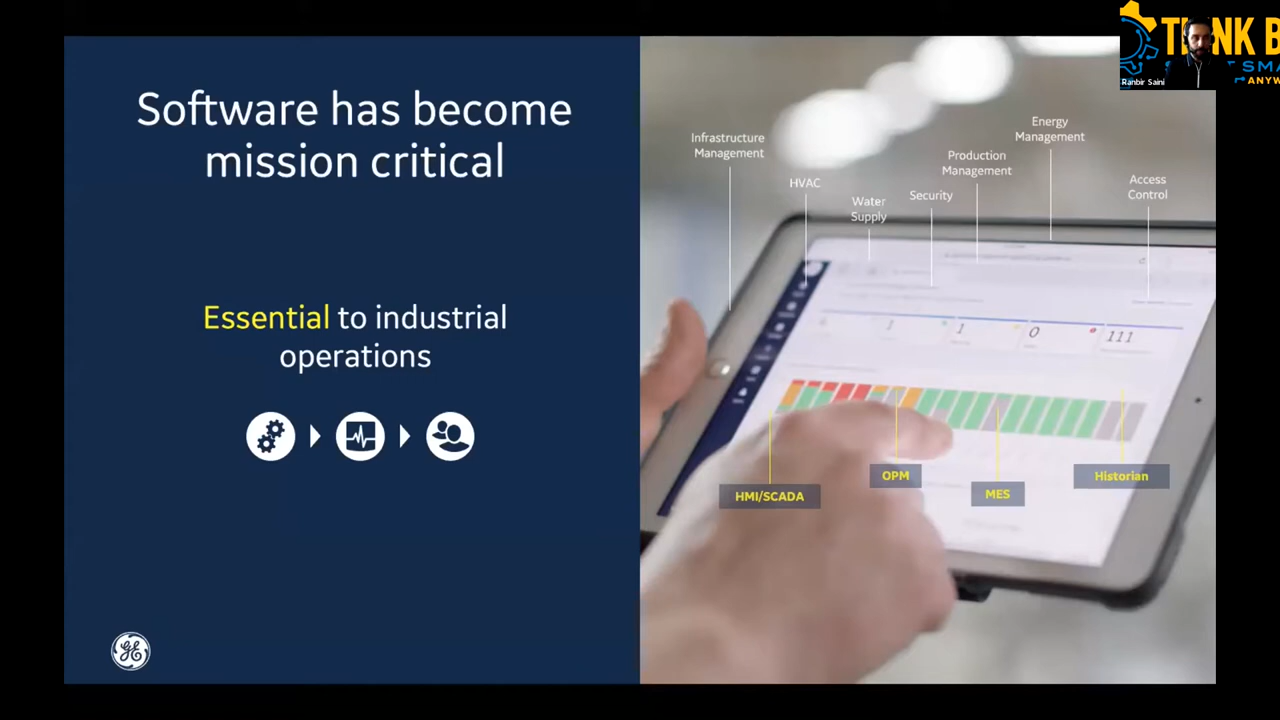 Software has become
mission critical
Essential to industrial
operations
Infrastructure
Management
HVAC
Water
Supply
Security
Production
Management
Energy
Management
Access
Control
1
1
0
111
HMI/SCADA
OPM
MES
Historian
GE
Ranbir Saini